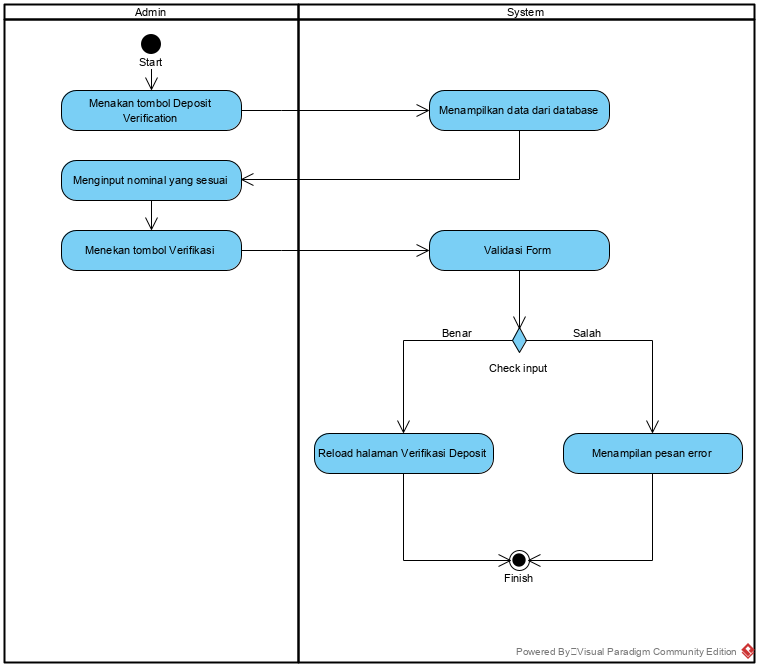 Admin
System
Start
Menakan tombol Deposit
Verification
Menampilkan data dari database
Menginput nominal yang sesuai
Menekan tombol Verifikasi
Validasi Form
Benar
Salah
Check input
Reload halaman Verifikasi Deposit
Menampilan pesan error
Finish
Powered By Visual Paradigm Community Edition